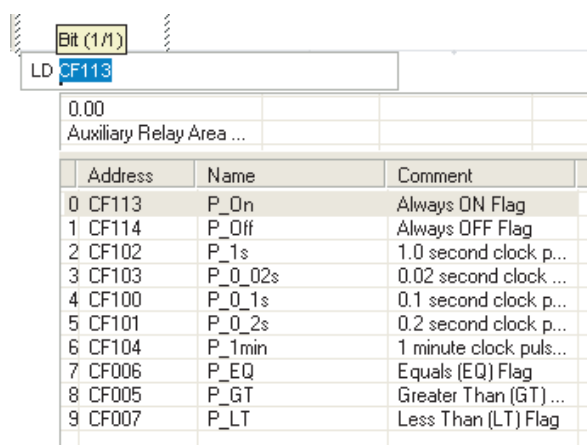 Bit (1/1)
LD CF113
0.00
Auxiliary Relay Area ...
Address Name Comment
0 CF113 P_On Always ON Flag
1 CF114 P_Off Always OFF Flag
2 CF102 P_1s 1.0 second clock p...
3 CF103 P_0_02s 0.02 second clock ...
4 CF100 P_0_1s 0.1 second clock p...
5 CF101 P_0_2s 0.2 second clock p...
6 CF104 P_1min 1 minute clock puls...
7 CF006 P_EQ Equals (EQ) Flag
8 CF005 P_GT Greater Than (GT) ...
9 CF007 P_LT Less Than (LT) Flag